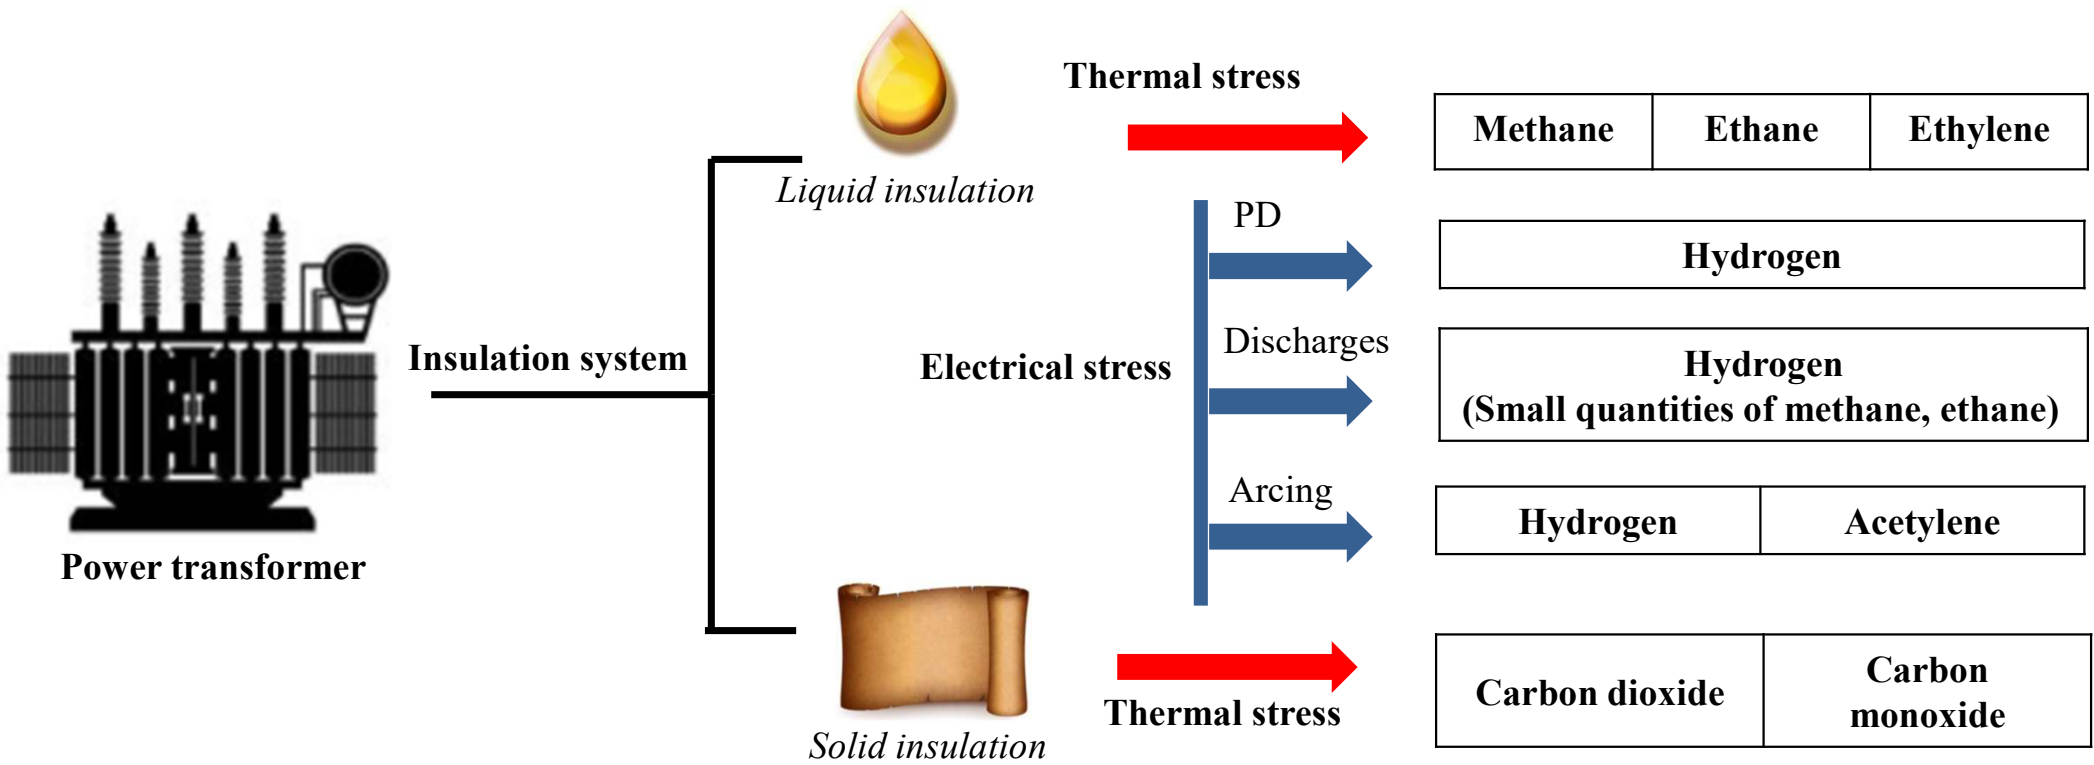 Thermal stress
Methane
Ethane
Ethylene
Liquid insulation
PD
Hydrogen
Insulation system
Electrical stress
Discharges
Hydrogen
(Small quantities of methane, ethane)
Arcing
Hydrogen
Acetylene
Power transformer
Thermal stress
Carbon dioxide
Carbon
monoxide
Solid insulation